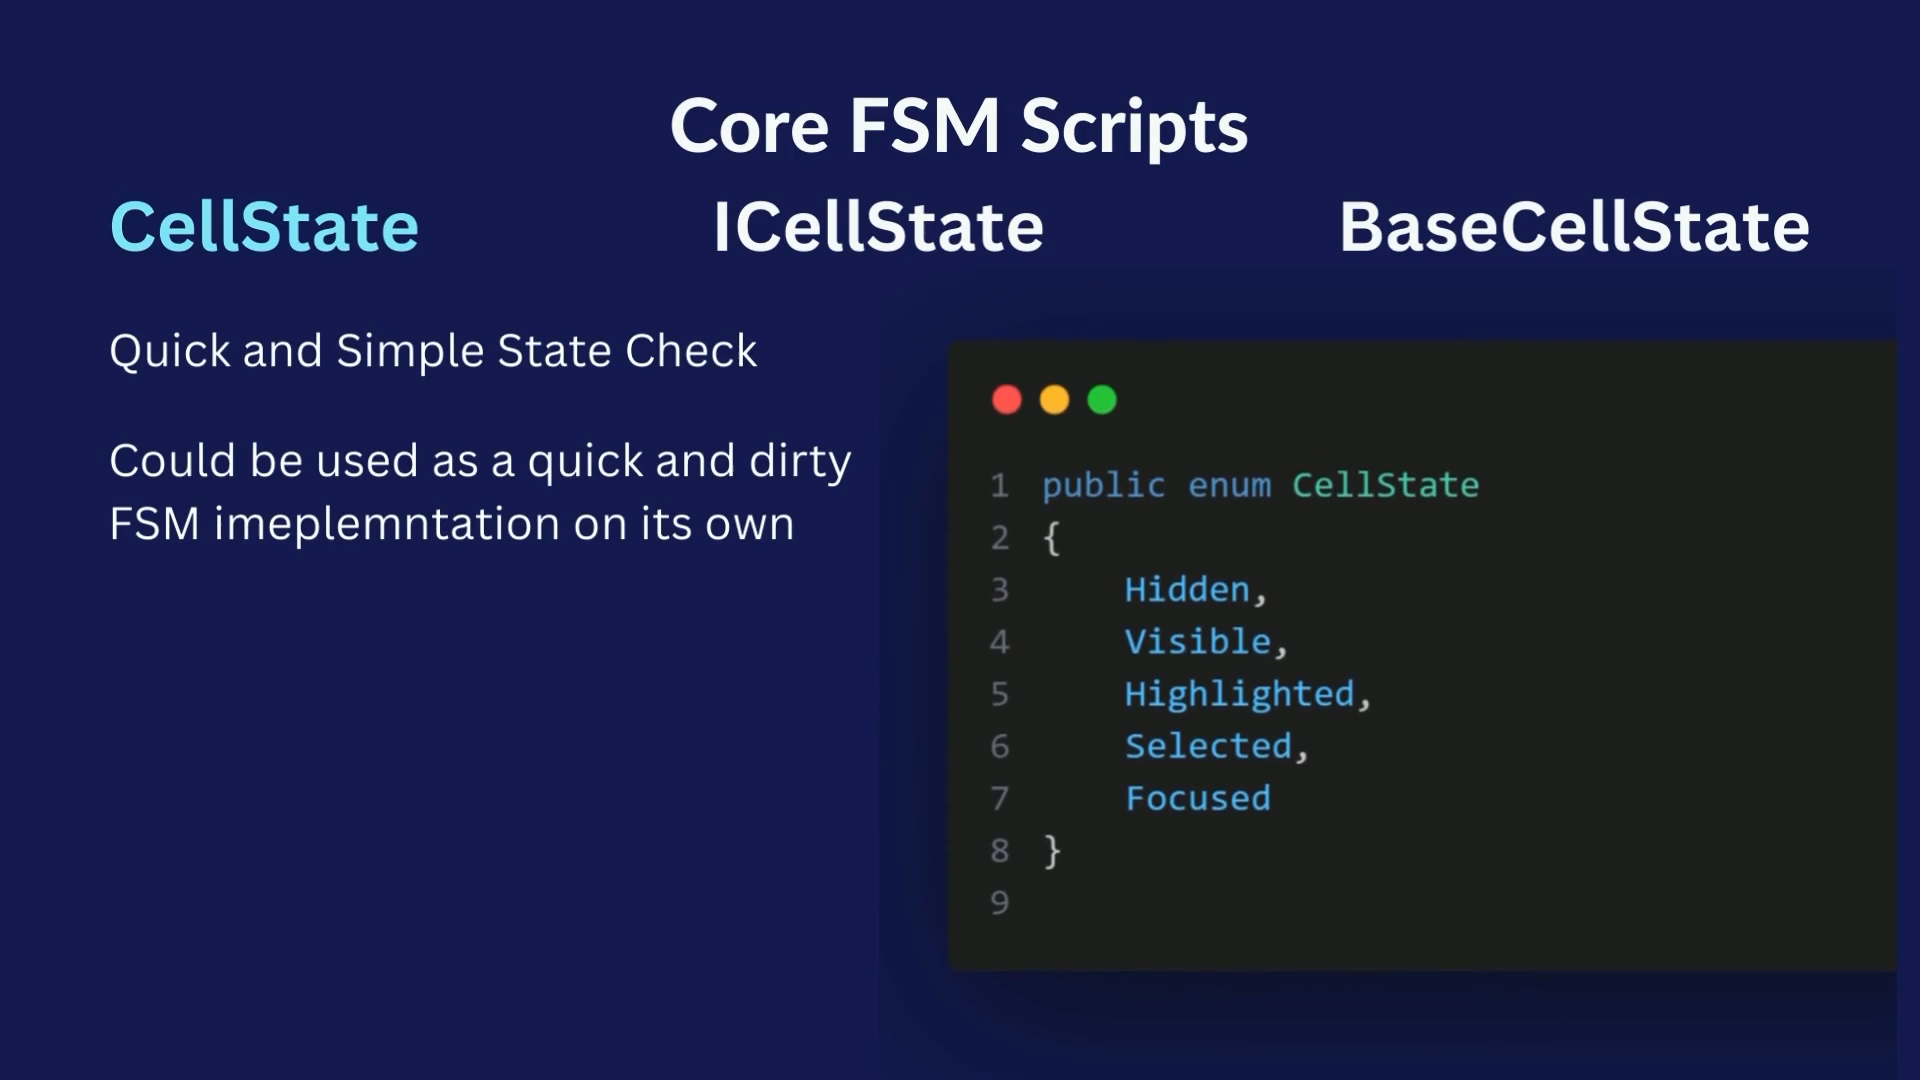 Core FSM Scripts
CellState
ICellState
BaseCellState
Quick and Simple State Check
Could be used as a quick and dirty
FSM imeplemntation on its own
1 public enum CellState
2 {
3 Hidden,
4 Visible,
5 Highlighted,
6 Selected,
7 Focused
8 }
9